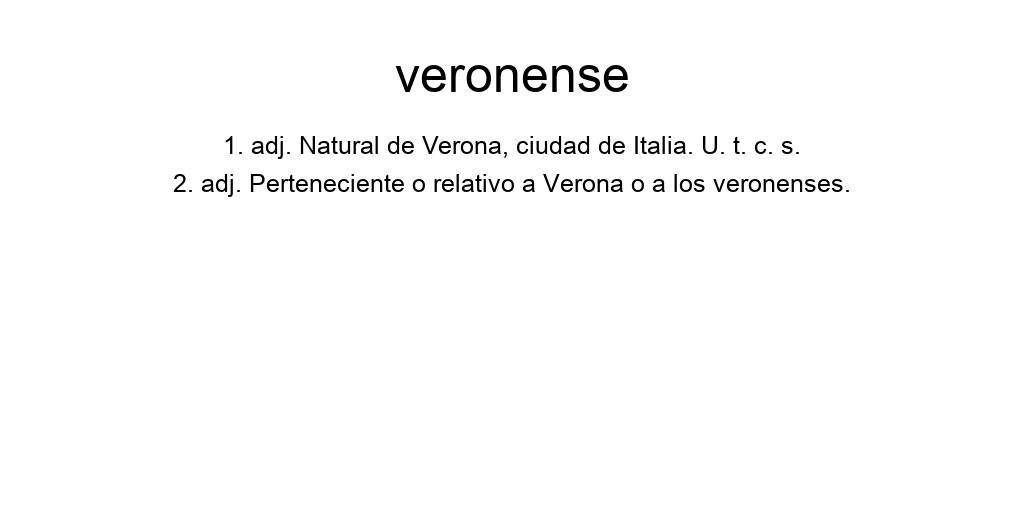 veronense
1. adj. Natural de Verona, ciudad de Italia. U. t. c. s.
2. adj. Perteneciente o relativo a Verona o a los veronenses.